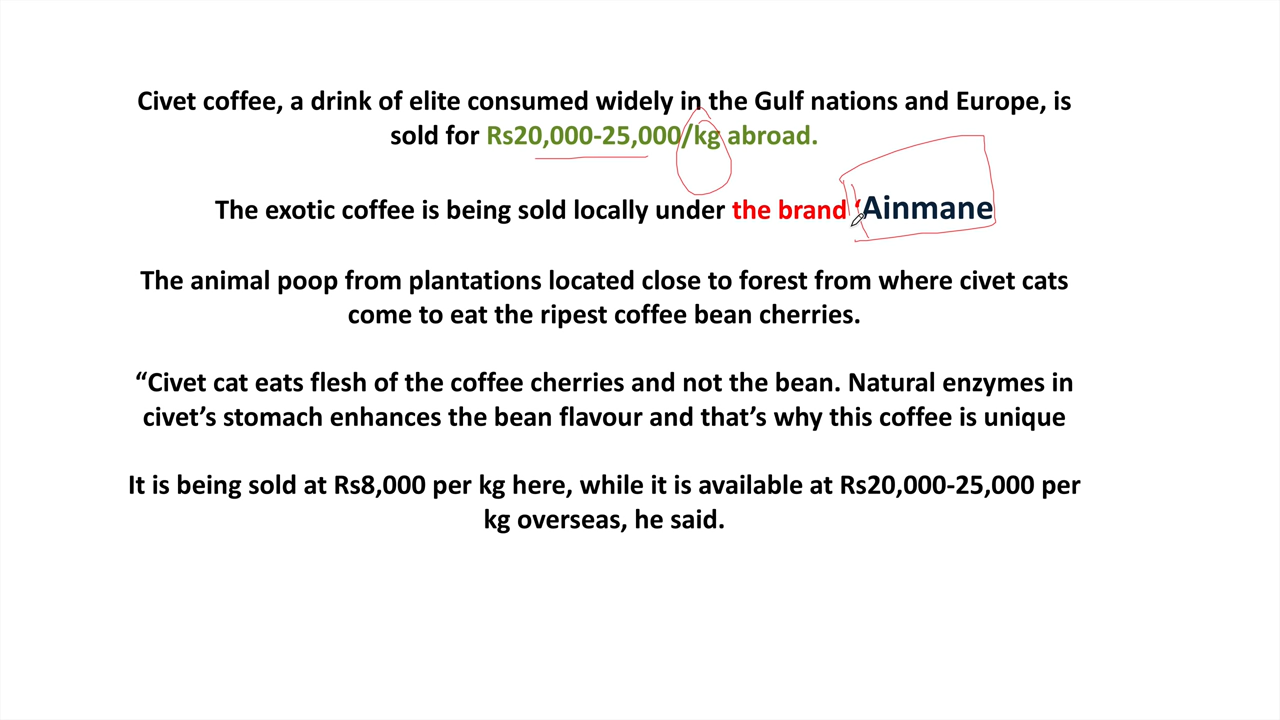 Civet coffee, a drink of elite consumed widely in the Gulf nations and Europe, is
sold for Rs20,000-25,000/kg abroad.
The exotic coffee is being sold locally under the brand ‘Ainmane
The animal poop from plantations located close to forest from where civet cats
come to eat the ripest coffee bean cherries.
“Civet cat eats flesh of the coffee cherries and not the bean. Natural enzymes in
civet’s stomach enhances the bean flavour and that’s why this coffee is unique
It is being sold at Rs8,000 per kg here, while it is available at Rs20,000-25,000 per
kg overseas, he said.